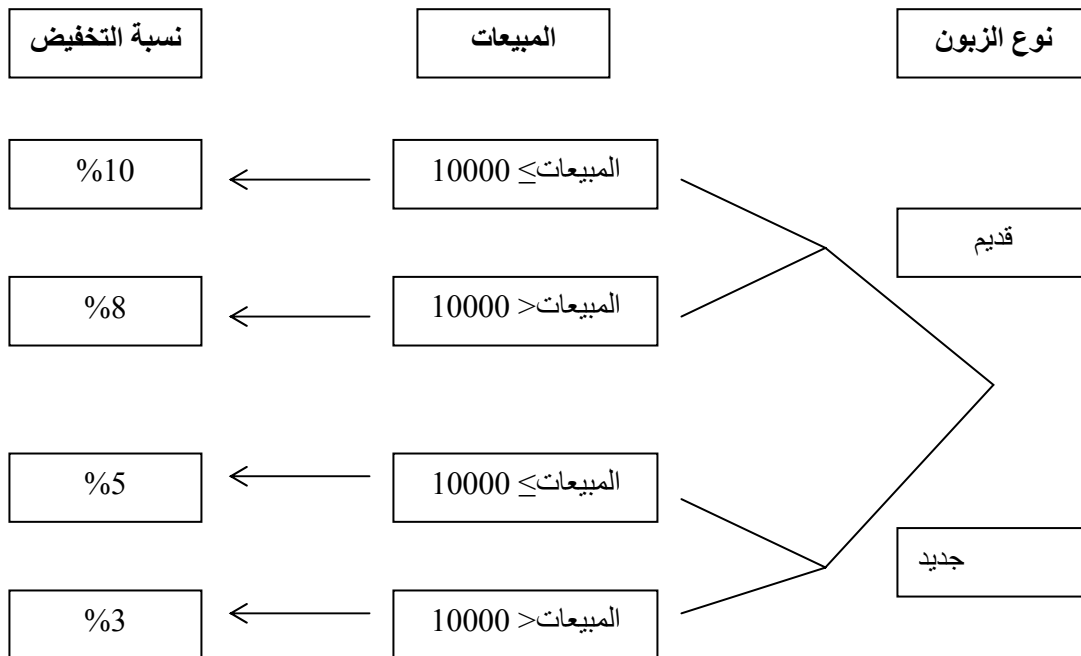 نوع الزبون
المبيعات
نسبة التخفيض
قديم
المبيعات≥ 10000
%10
المبيعات< 10000
%8
جديد
المبيعات≥ 10000
%5
المبيعات< 10000
%3